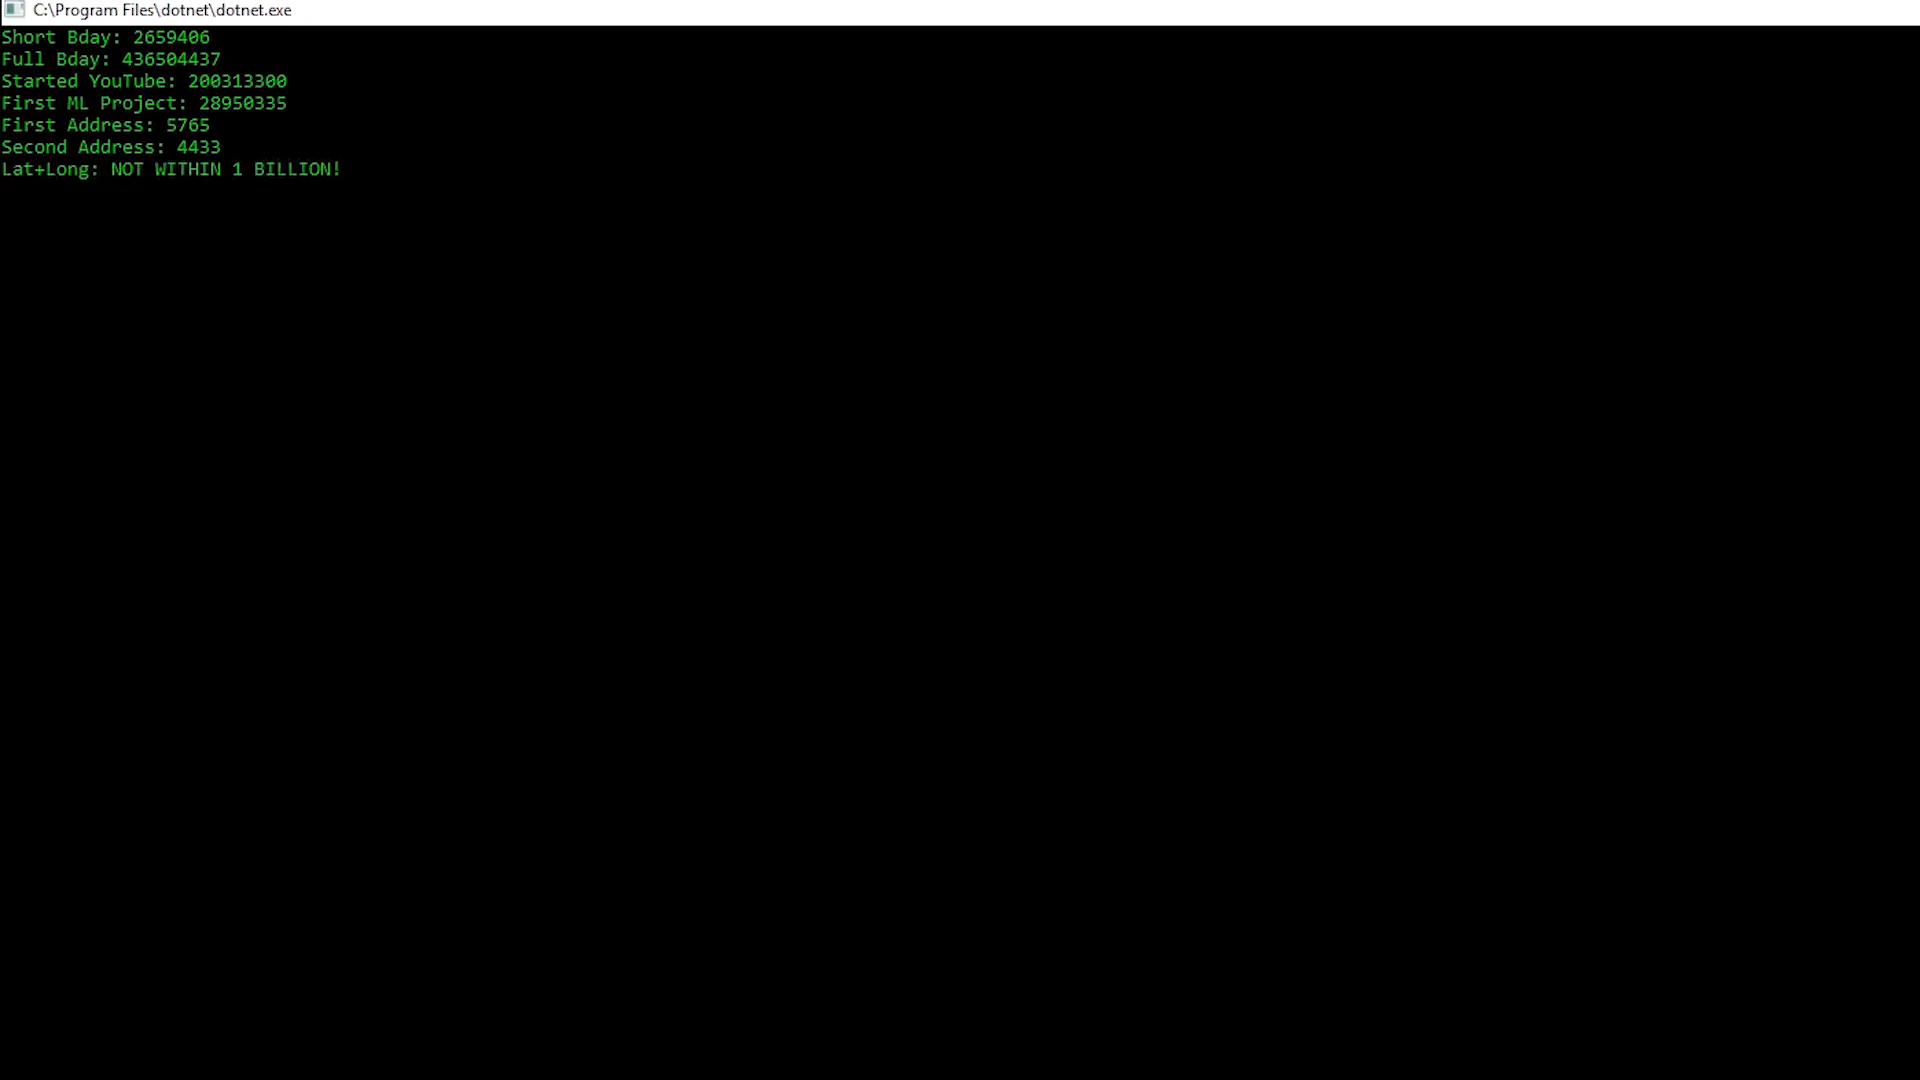 C:\Program Files\dotnet\dotnet.exe
Short Bday: 2659406
Full Bday: 436504437
Started YouTube: 200313300
First ML Project: 28950335
First Address: 5765
Second Address: 4433
Lat+Long: NOT WITHIN 1 BILLION!